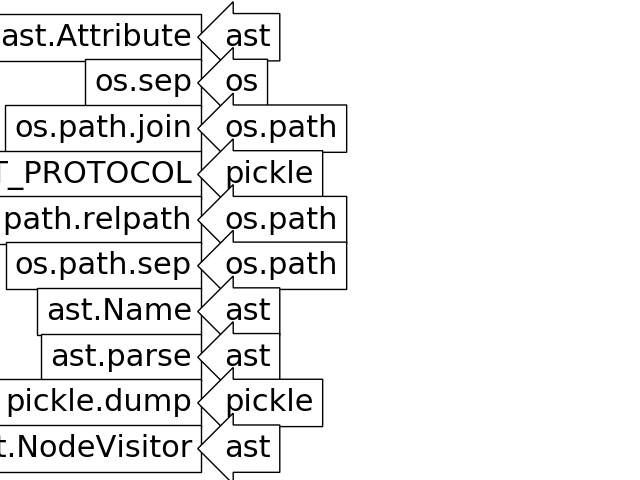 ast.Attribute ast
os.sep os
os.path.join os.path
T_PROTOCOL pickle
path.relpath os.path
os.path.sep os.path
ast.Name ast
ast.parse ast
pickle.dump pickle
t.NodeVisitor ast